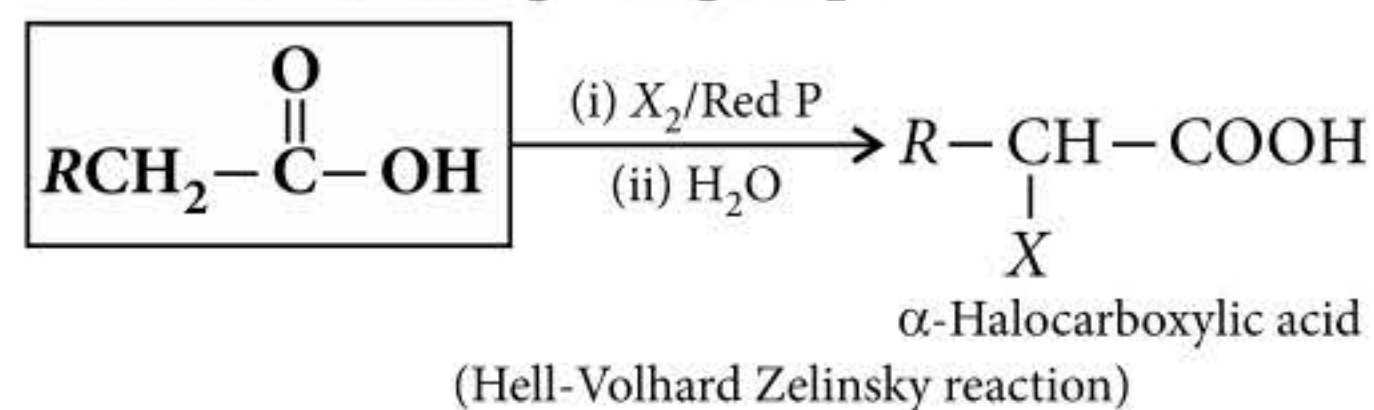 O
||
RCH₂–C–OH
(i) X₂/Red P
(ii) H₂O
R–CH–COOH
|
X
α-Halocarboxylic acid
(Hell-Volhard Zelinsky reaction)